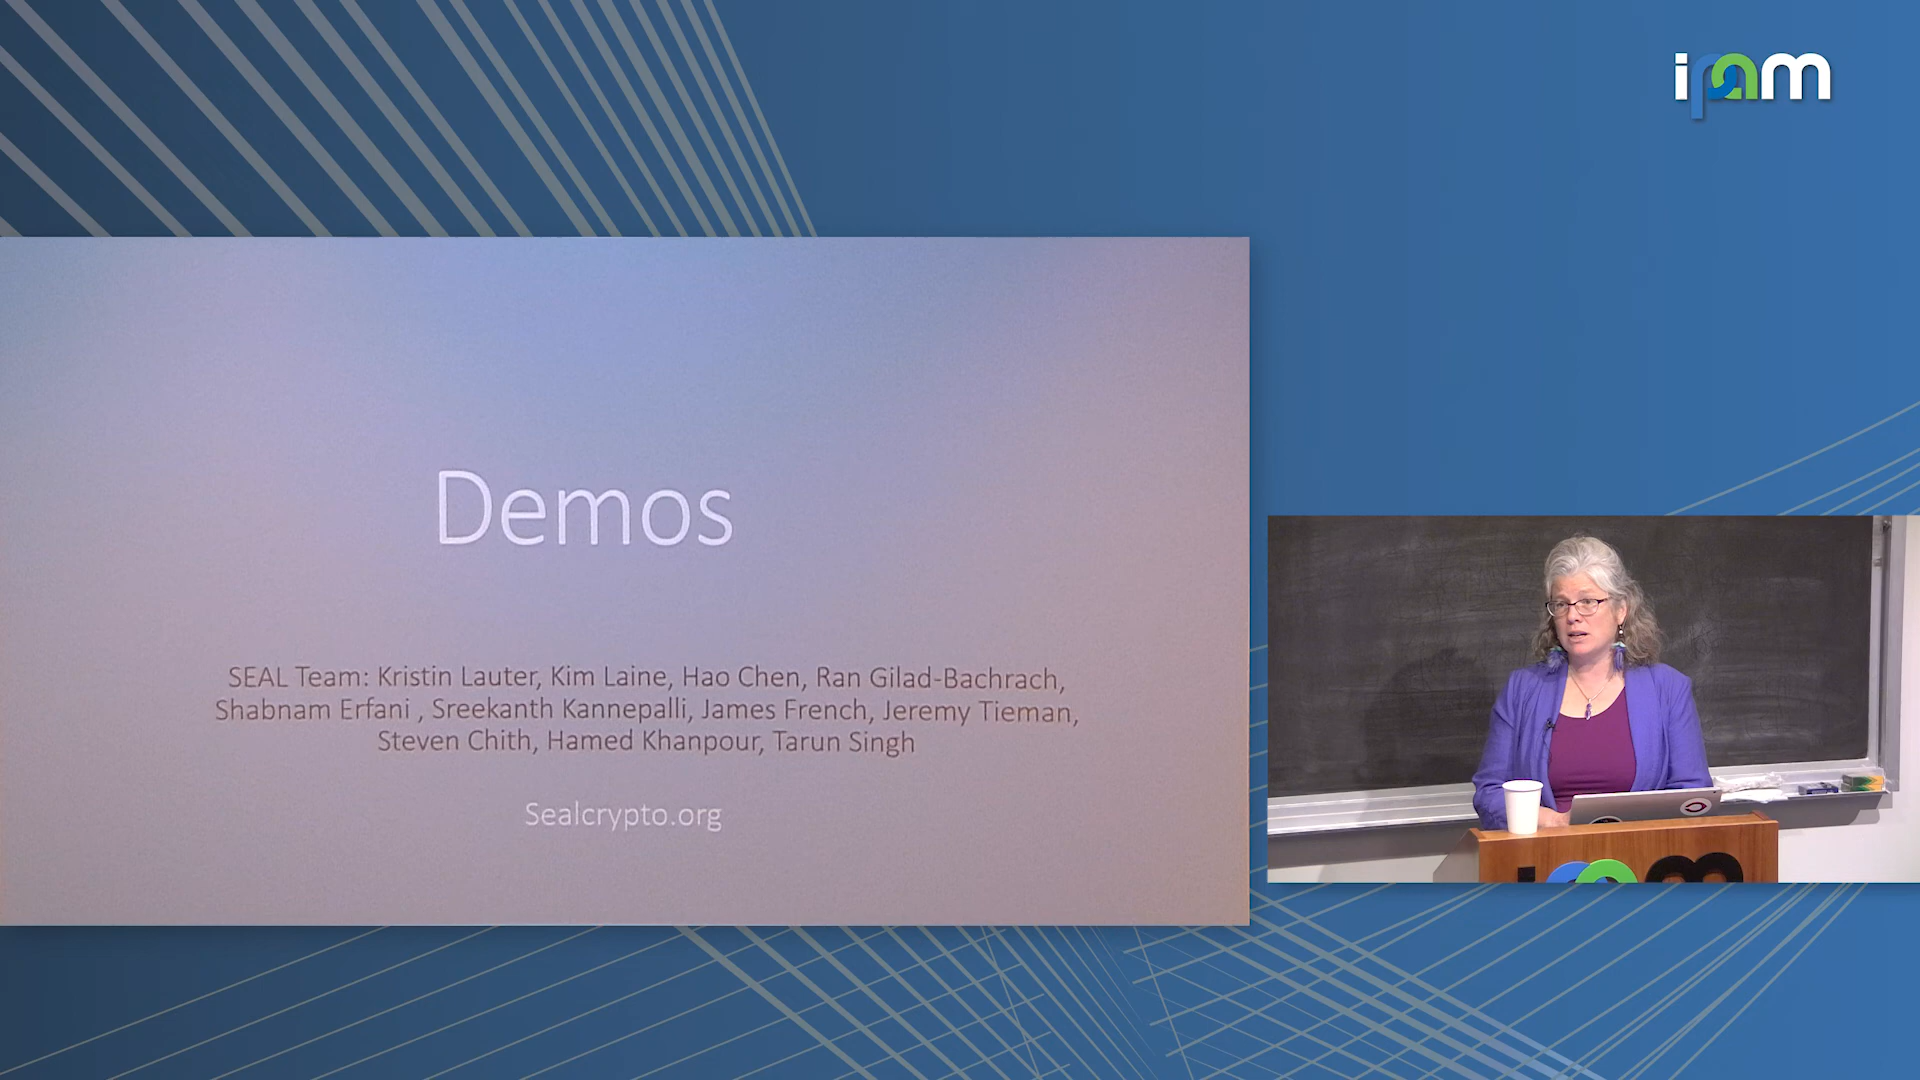 ipam
Demos
SEAL Team: Kristin Lauter, Kim Laine, Hao Chen, Ran Gilad-Bachrach,
Shabnam Erfani , Sreekanth Kannepalli, James French, Jeremy Tieman,
Steven Chith, Hamed Khanpour, Tarun Singh
Sealcrypto.org
ipam